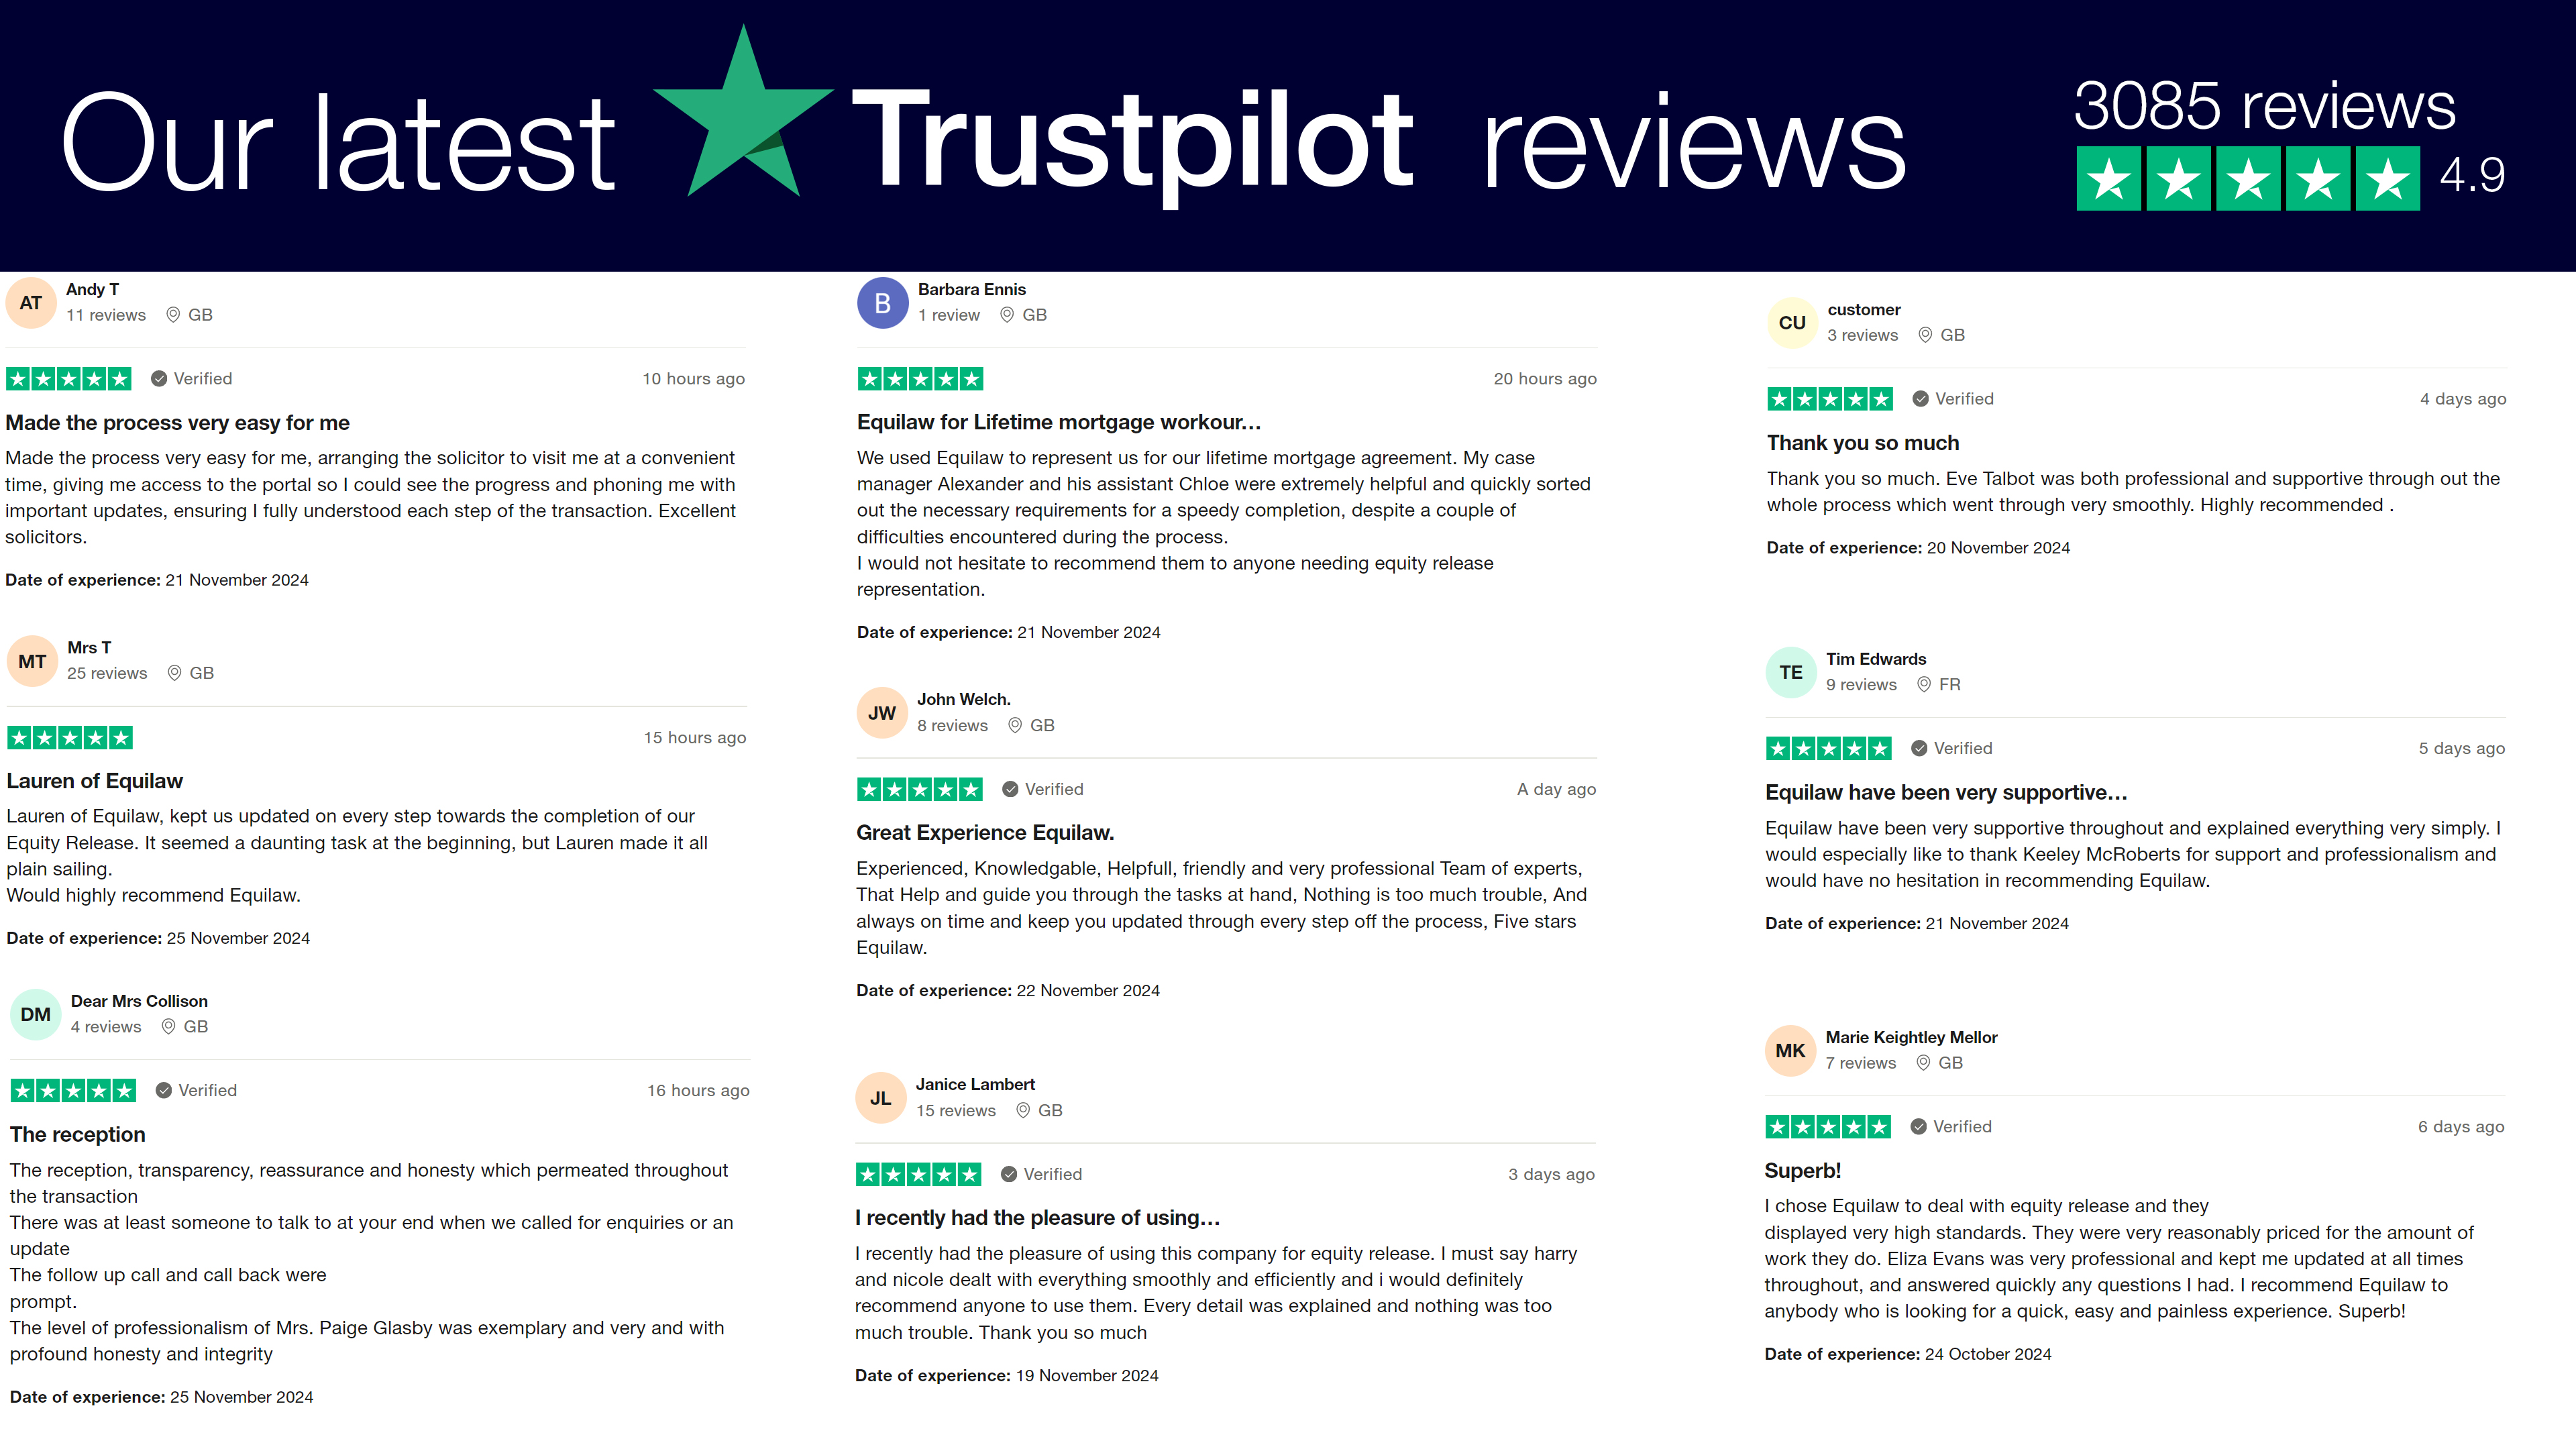 Our latest Trustpilot reviews
3085 reviews
4.9
AT
Andy T
11 reviews GB
Verified
10 hours ago
Made the process very easy for me
Made the process very easy for me, arranging the solicitor to visit me at a convenient
time, giving me access to the portal so I could see the progress and phoning me with
important updates, ensuring I fully understood each step of the transaction. Excellent
solicitors.
Date of experience: 21 November 2024
MT
Mrs T
25 reviews GB
15 hours ago
Lauren of Equilaw
Lauren of Equilaw, kept us updated on every step towards the completion of our
Equity Release. It seemed a daunting task at the beginning, but Lauren made it all
plain sailing.
Would highly recommend Equilaw.
Date of experience: 25 November 2024
DM
Dear Mrs Collison
4 reviews GB
Verified
16 hours ago
The reception
The reception, transparency, reassurance and honesty which permeated throughout
the transaction
There was at least someone to talk to at your end when we called for enquiries or an
update
The follow up call and call back were
prompt.
The level of professionalism of Mrs. Paige Glasby was exemplary and very and with
profound honesty and integrity
Date of experience: 25 November 2024
B
Barbara Ennis
1 review GB
20 hours ago
Equilaw for Lifetime mortgage workour…
We used Equilaw to represent us for our lifetime mortgage agreement. My case
manager Alexander and his assistant Chloe were extremely helpful and quickly sorted
out the necessary requirements for a speedy completion, despite a couple of
difficulties encountered during the process.
I would not hesitate to recommend them to anyone needing equity release
representation.
Date of experience: 21 November 2024
JW
John Welch.
8 reviews GB
Verified
A day ago
Great Experience Equilaw.
Experienced, Knowledgable, Helpfull, friendly and very professional Team of experts,
That Help and guide you through the tasks at hand, Nothing is too much trouble, And
always on time and keep you updated through every step off the process, Five stars
Equilaw.
Date of experience: 22 November 2024
JL
Janice Lambert
15 reviews GB
Verified
3 days ago
I recently had the pleasure of using…
I recently had the pleasure of using this company for equity release. I must say harry
and nicole dealt with everything smoothly and efficiently and i would definitely
recommend anyone to use them. Every detail was explained and nothing was too
much trouble. Thank you so much
Date of experience: 19 November 2024
CU
customer
3 reviews GB
Verified
4 days ago
Thank you so much
Thank you so much. Eve Talbot was both professional and supportive through out the
whole process which went through very smoothly. Highly recommended .
Date of experience: 20 November 2024
TE
Tim Edwards
9 reviews FR
Verified
5 days ago
Equilaw have been very supportive…
Equilaw have been very supportive throughout and explained everything very simply. I
would especially like to thank Keeley McRoberts for support and professionalism and
would have no hesitation in recommending Equilaw.
Date of experience: 21 November 2024
MK
Marie Keightley Mellor
7 reviews GB
Verified
6 days ago
Superb!
I chose Equilaw to deal with equity release and they
displayed very high standards. They were very reasonably priced for the amount of
work they do. Eliza Evans was very professional and kept me updated at all times
throughout, and answered quickly any questions I had. I recommend Equilaw to
anybody who is looking for a quick, easy and painless experience. Superb!
Date of experience: 24 October 2024